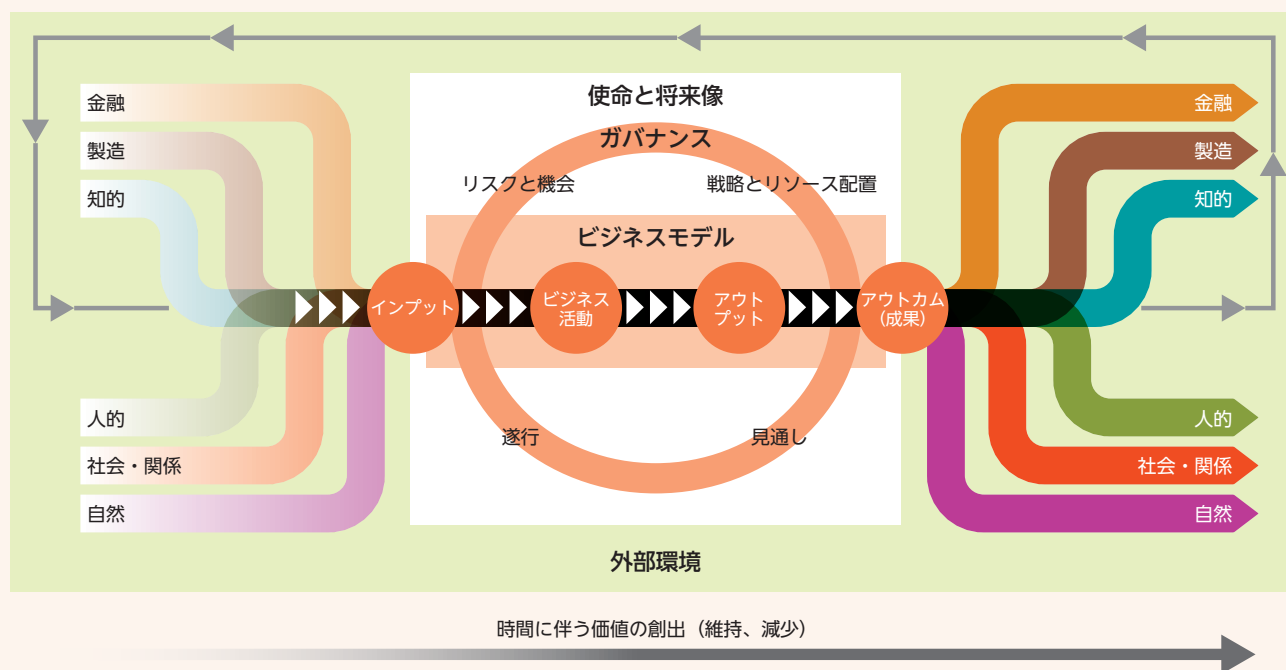 使命と将来像
ガバナンス
金融
製造
知的
リスクと機会
戦略とリソース配置
金融
製造
知的
ビジネスモデル
インプット
ビジネス
活動
アウト
プット
アウトカム
(成果)
人的
社会・関係
自然
遂行
見通し
人的
社会・関係
自然
外部環境
時間に伴う価値の創出（維持、減少）